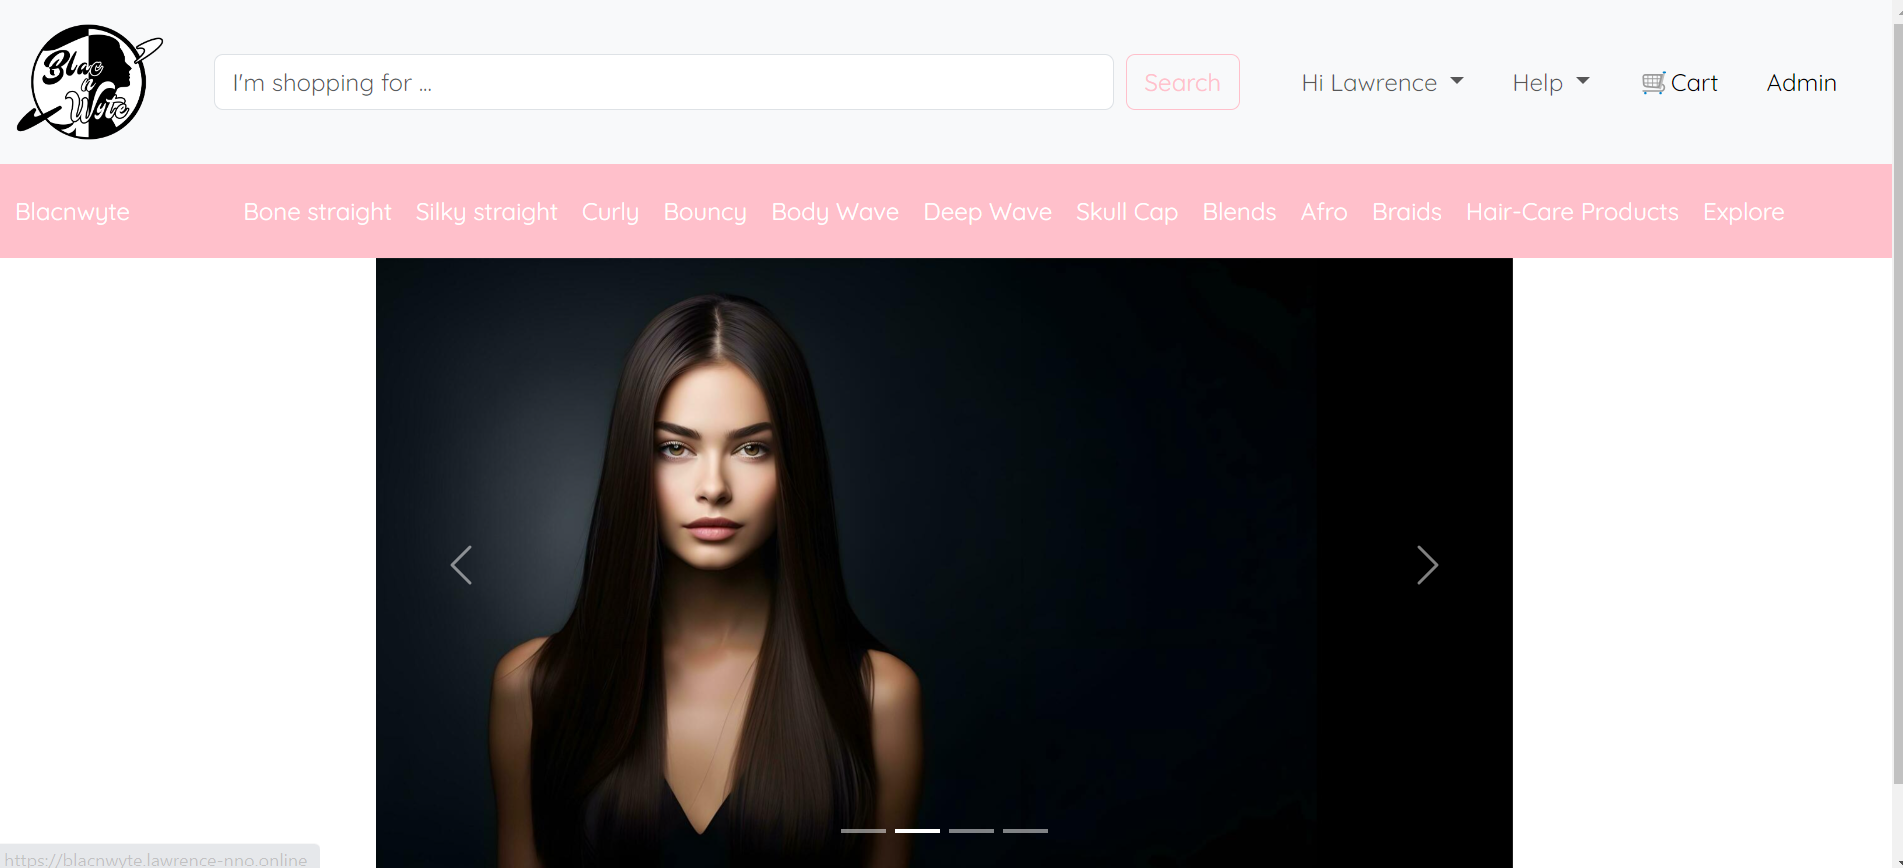 Blac
n
Wyte
I'm shopping for ...
Search
Hi Lawrence
Help
Cart
Admin
Blacnwyte
Bone straight
Silky straight
Curly
Bouncy
Body Wave
Deep Wave
Skull Cap
Blends
Afro
Braids
Hair-Care Products
Explore
https://blacnwyte.lawrence-nno.online